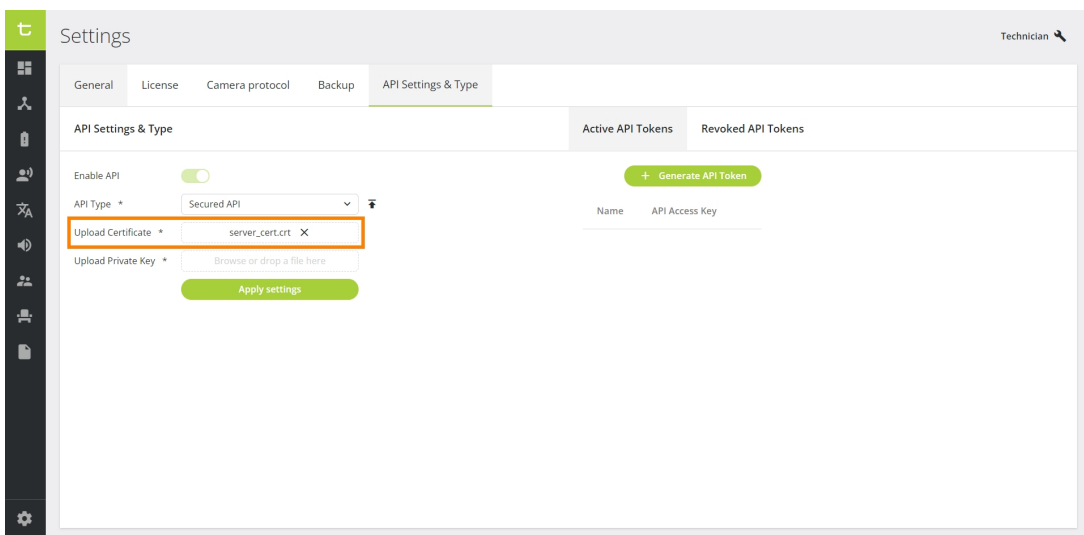 Settings
Technician
General License Camera protocol Backup API Settings & Type
API Settings & Type
Active API Tokens Revoked API Tokens
Enable API
+ Generate API Token
API Type * Secured API
Name API Access Key
Upload Certificate * server_cert.crt X
Upload Private Key * Browse or drop a file here
Apply settings